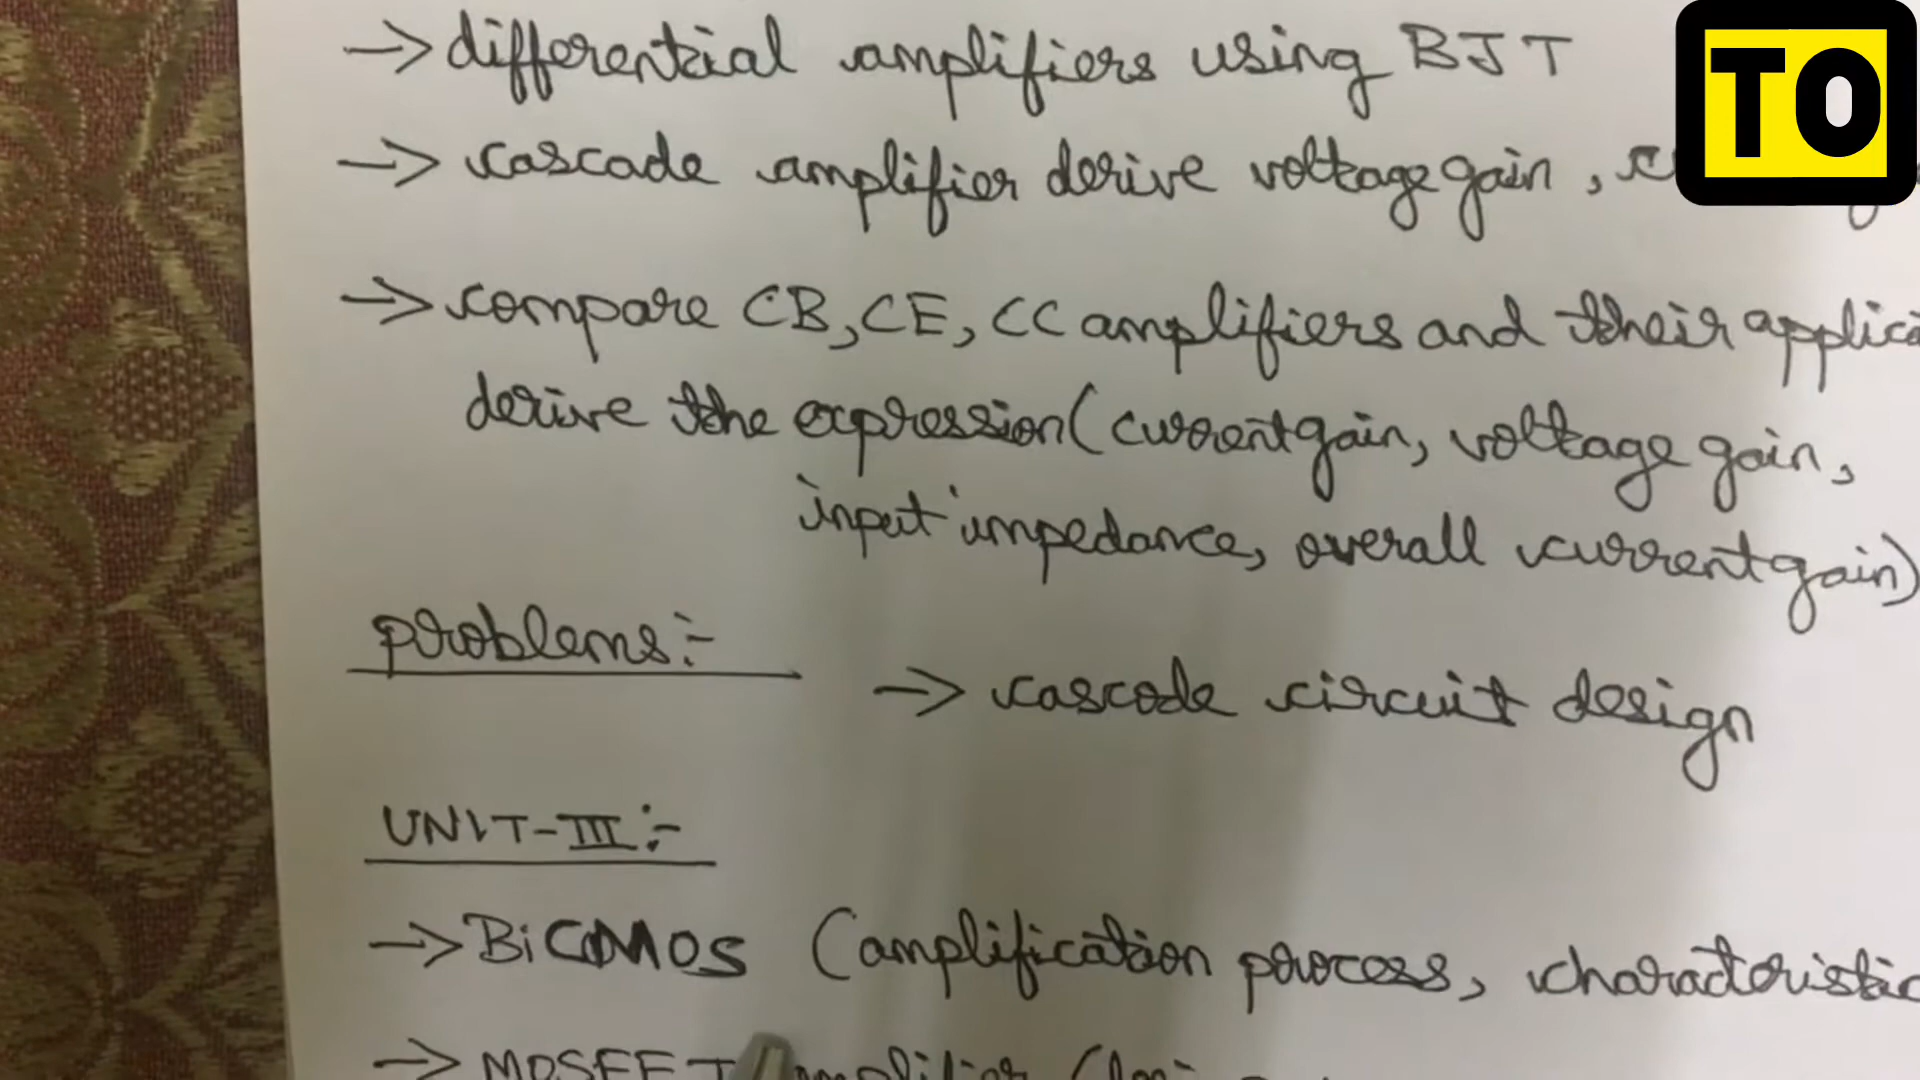 → differential amplifiers using BJT
TO
→ cascade amplifier derive voltage gain,
→ compare CB, CE, CC amplifiers and their applica
derive the expression (current gain, voltage gain,
input impedance, overall current gain)
problems:-
→ cascode circuit design
UNIT-III:-
→ BiCMOS (amplification process, characteristic
→ MOSFET